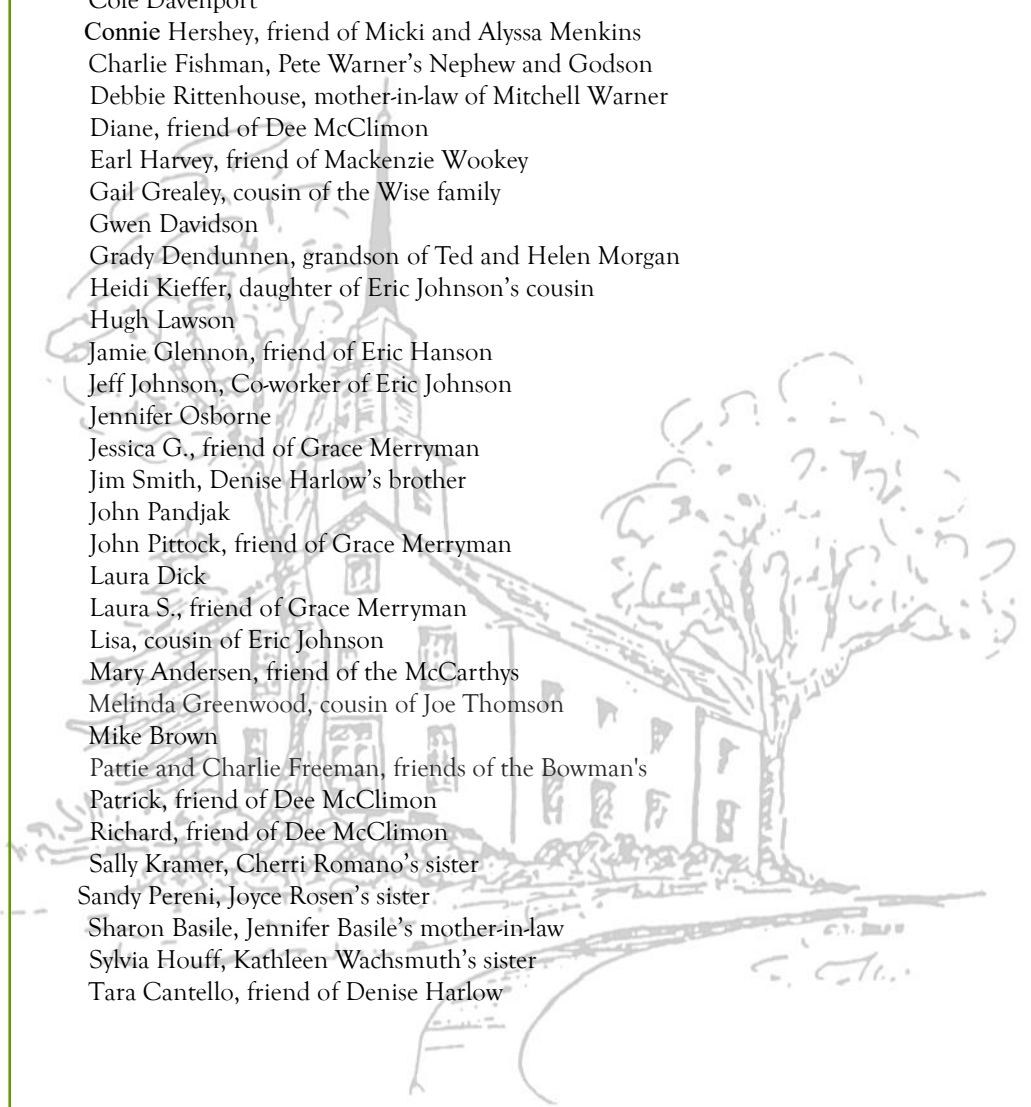 Cole Davenport
Connie Hershey, friend of Micki and Alyssa Menkins
Charlie Fishman, Pete Warner’s Nephew and Godson
Debbie Rittenhouse, mother-in-law of Mitchell Warner
Diane, friend of Dee McClimon
Earl Harvey, friend of Mackenzie Wookey
Gail Grealey, cousin of the Wise family
Gwen Davidson
Grady Dendunnen, grandson of Ted and Helen Morgan
Heidi Kieffer, daughter of Eric Johnson’s cousin
Hugh Lawson
Jamie Glennon, friend of Eric Hanson
Jeff Johnson, Co-worker of Eric Johnson
Jennifer Osborne
Jessica G., friend of Grace Merryman
Jim Smith, Denise Harlow’s brother
John Pandjak
John Pittock, friend of Grace Merryman
Laura Dick
Laura S., friend of Grace Merryman
Lisa, cousin of Eric Johnson
Mary Andersen, friend of the McCarthys
Melinda Greenwood, cousin of Joe Thomson
Mike Brown
Pattie and Charlie Freeman, friends of the Bowman's
Patrick, friend of Dee McClimon
Richard, friend of Dee McClimon
Sally Kramer, Cherri Romano’s sister
Sandy Pereni, Joyce Rosen’s sister
Sharon Basile, Jennifer Basile’s mother-in-law
Sylvia Houff, Kathleen Wachsmuth’s sister
Tara Cantello, friend of Denise Harlow